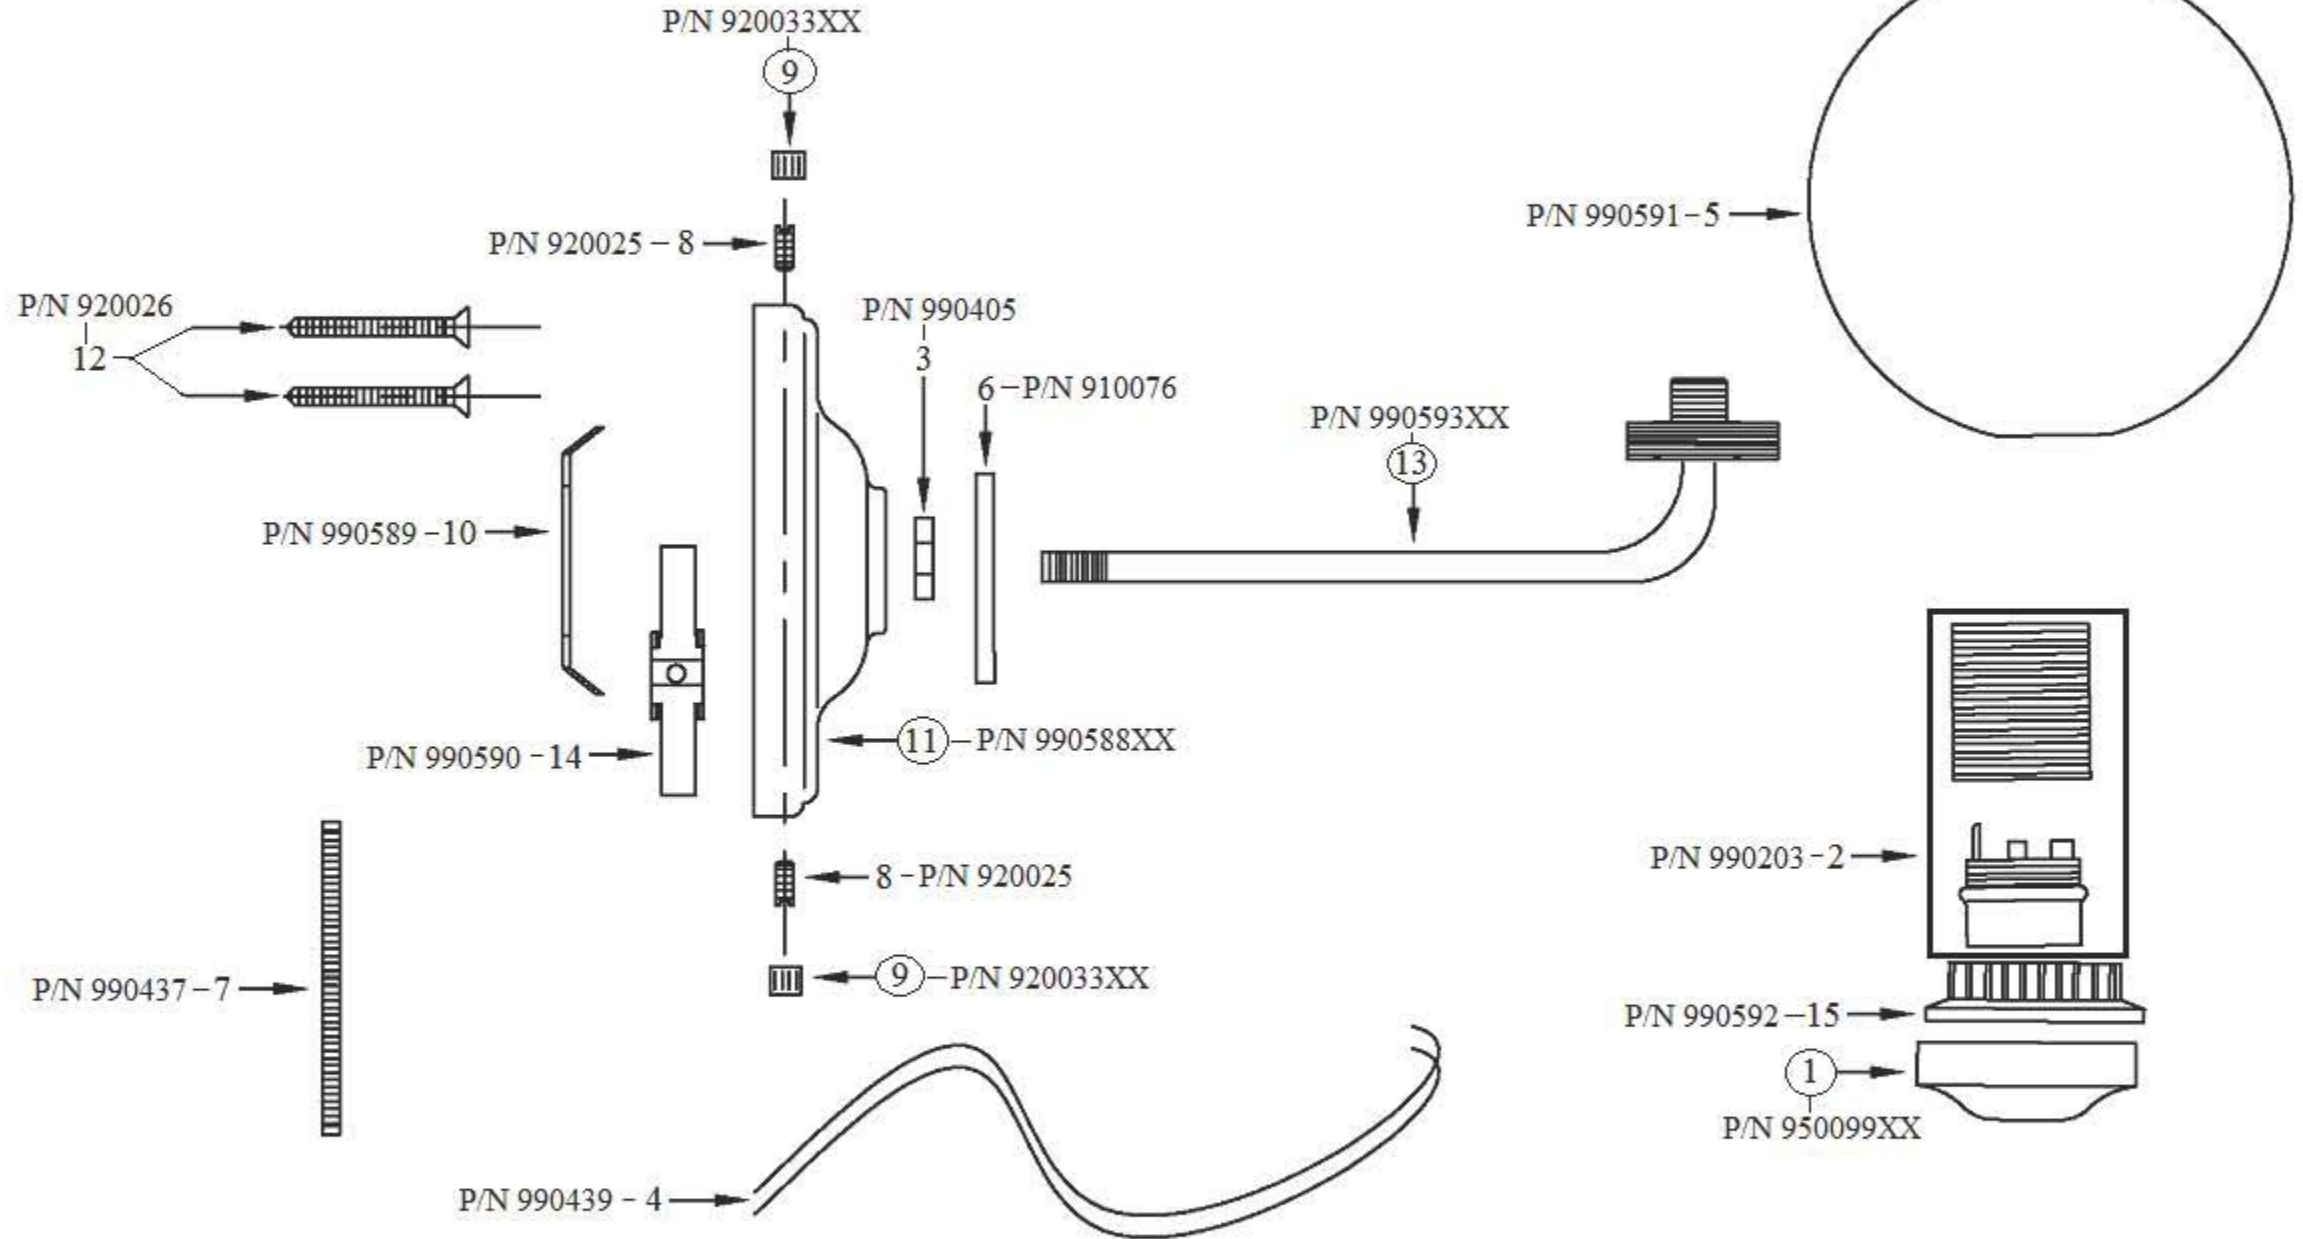 P/N 920033XX
9
P/N 990591-5
P/N 920025-8
P/N 920026
12
P/N 990405
3
6-P/N 910076
P/N 990593XX
13
P/N 990589-10
11-P/N 990588XX
P/N 990590-14
P/N 990203-2
8-P/N 920025
9-P/N 920033XX
P/N 990437-7
P/N 990592-15
1
P/N 950099XX
P/N 990439-4